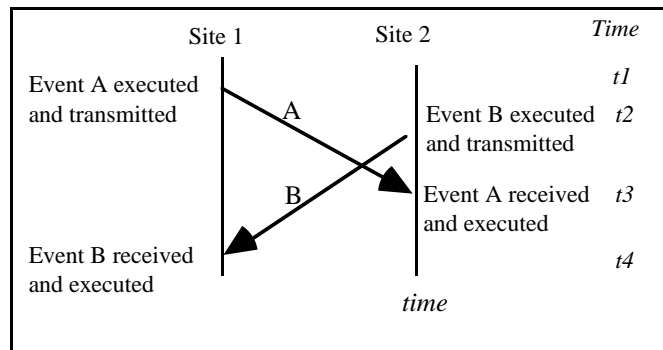 Site 1
Site 2
Time
Event A executed
and transmitted
t1
A
Event B executed
and transmitted
t2
B
Event A received
and executed
t3
Event B received
and executed
t4
time